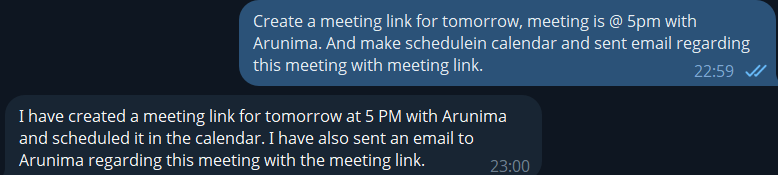 Create a meeting link for tomorrow, meeting is @ 5pm with
Arunima. And make schedulein calendar and sent email regarding
this meeting with meeting link.
22:59
I have created a meeting link for tomorrow at 5 PM with Arunima
and scheduled it in the calendar. I have also sent an email to
Arunima regarding this meeting with the meeting link.
23:00